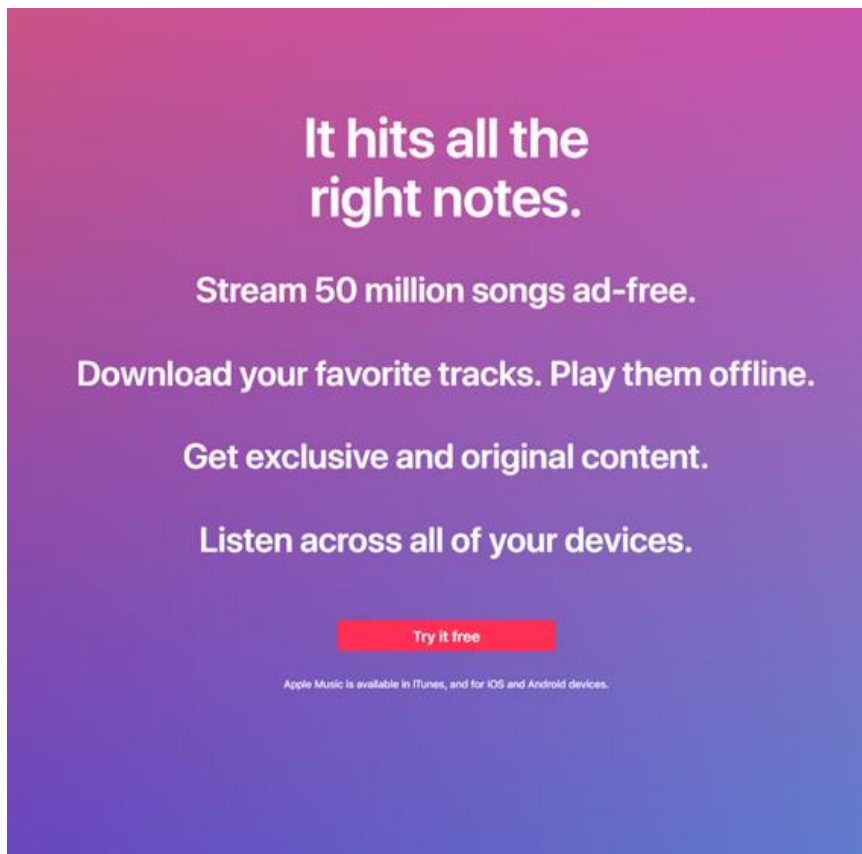 It hits all the
right notes.
Stream 50 million songs ad-free.
Download your favorite tracks. Play them offline.
Get exclusive and original content.
Listen across all of your devices.
Try it free
Apple Music is available in iTunes, and for iOS and Android devices.